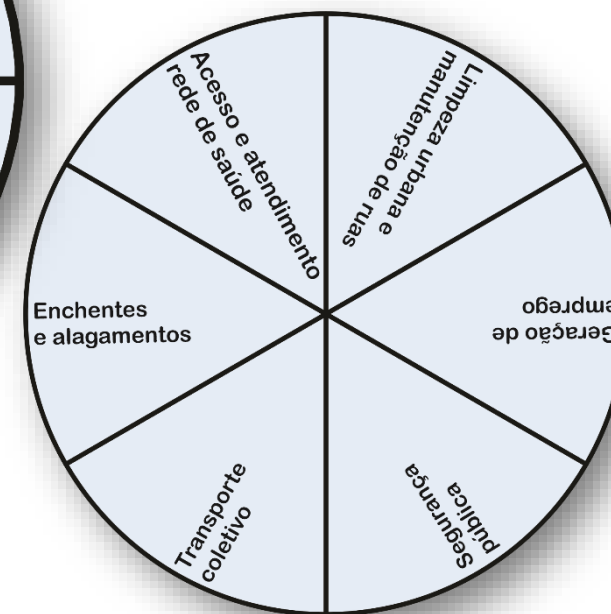 Acesso e atendimento
rede de saúde
Limpeza urbana e
manutenção de ruas
e
Geração de
emprego
Segurança
pública
Transporte
coletivo
Enchentes
e alagamentos